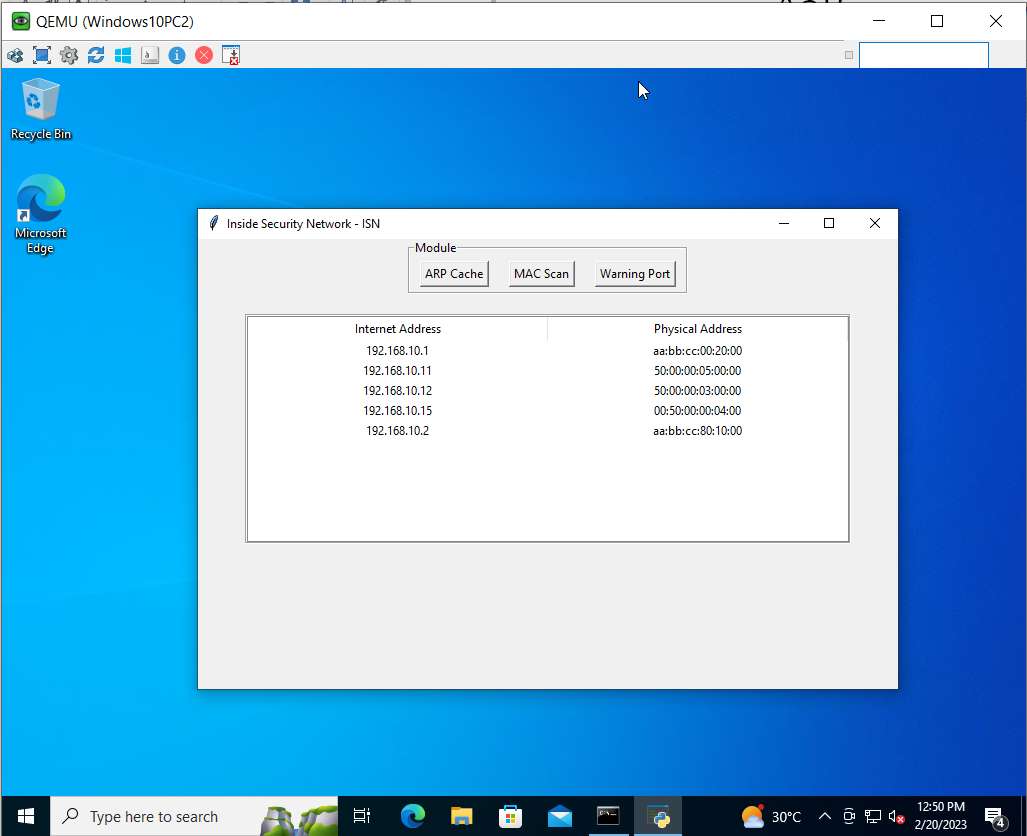 QEMU (Windows10PC2)
Recycle Bin
Microsoft
Edge
Inside Security Network - ISN
Module
ARP Cache MAC Scan Warning Port
Internet Address Physical Address
192.168.10.1 aa:bb:cc:00:20:00
192.168.10.11 50:00:00:05:00:00
192.168.10.12 50:00:00:03:00:00
192.168.10.15 00:50:00:00:04:00
192.168.10.2 aa:bb:cc:80:10:00
Type here to search
30°C
12:50 PM
2/20/2023
4